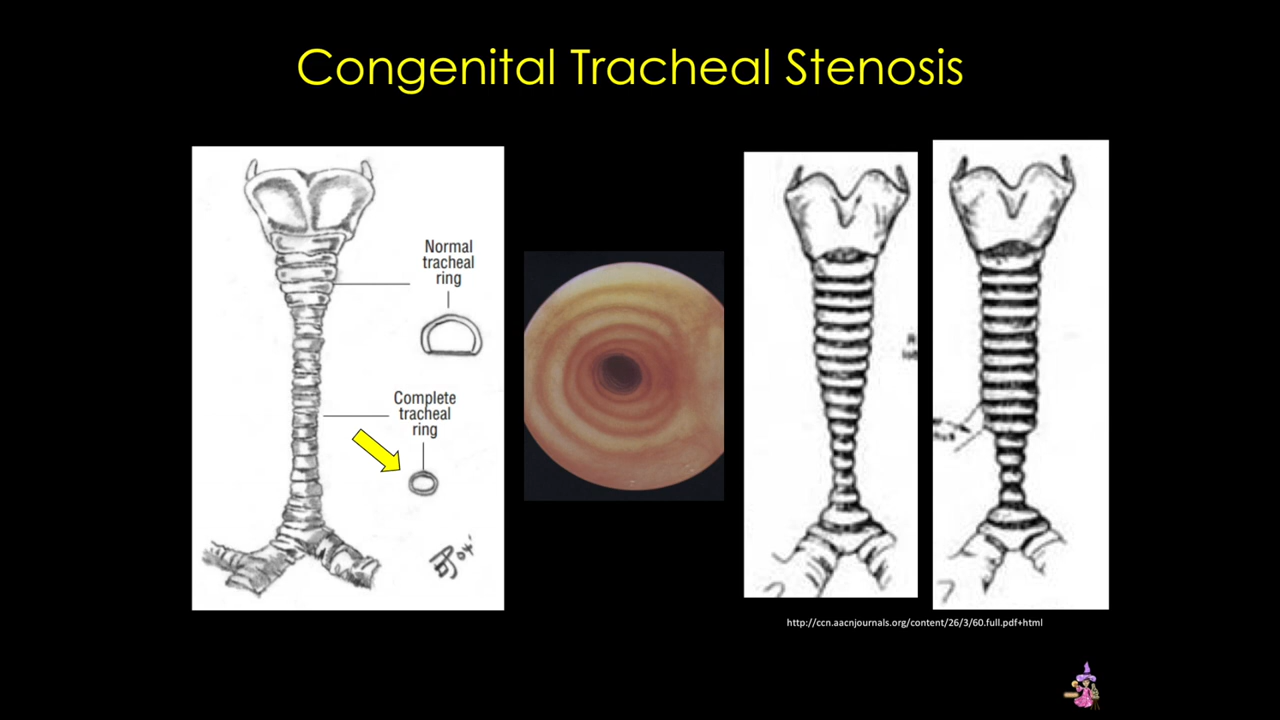 Congenital Tracheal Stenosis
Normal
tracheal
ring
Complete
tracheal
ring
http://ccn.aacnjournals.org/content/26/3/60.full.pdf+html